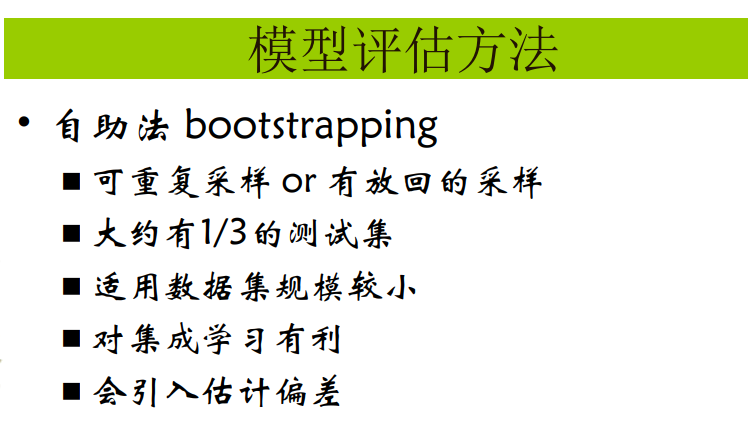 模型评估方法
• 自助法 bootstrapping
■ 可重复采样 or 有放回的采样
■ 大约有1/3的测试集
■ 适用数据集规模较小
■ 对集成学习有利
■ 会引入估计偏差